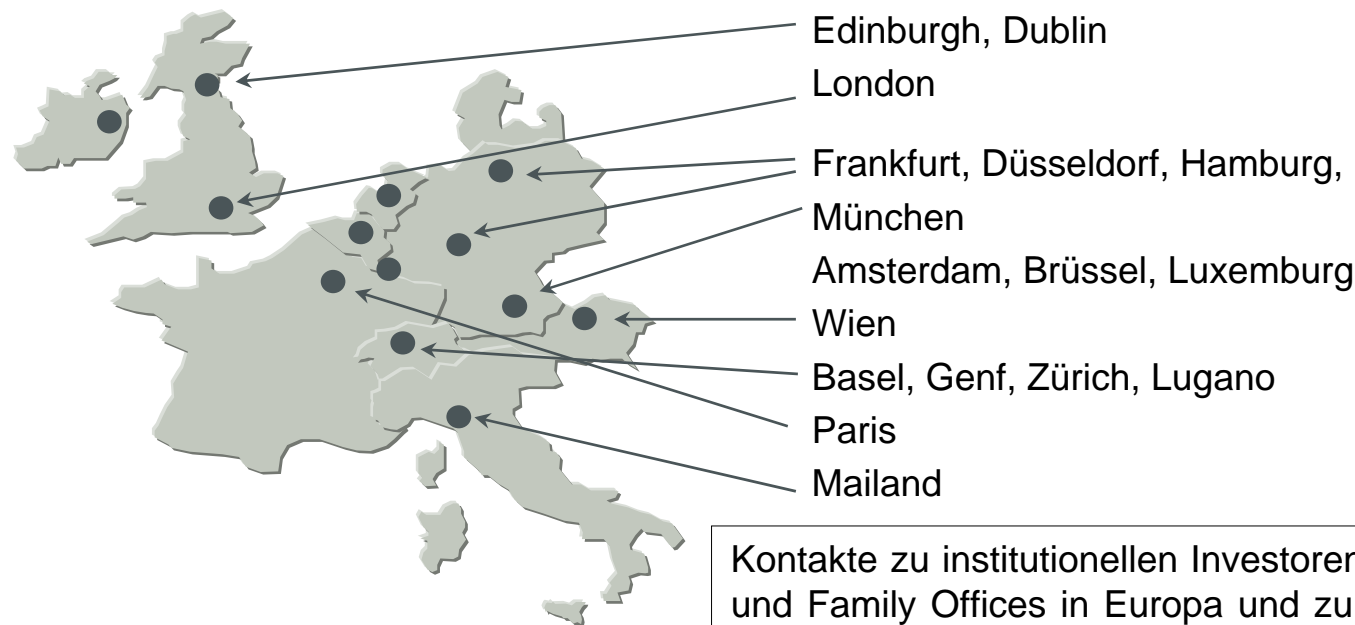 Edinburgh, Dublin
London
Frankfurt, Düsseldorf, Hamburg,
München
Amsterdam, Brüssel, Luxemburg
Wien
Basel, Genf, Zürich, Lugano
Paris
Mailand
Kontakte zu institutionellen Investoren
und Family Offices in Europa und zu